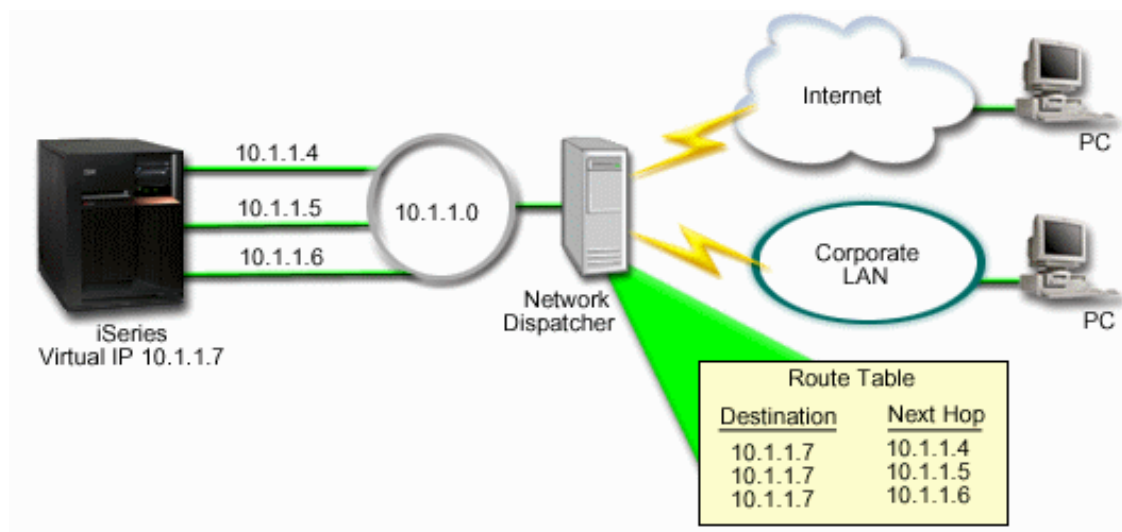 10.1.1.4
10.1.1.5
10.1.1.6
iSeries
Virtual IP 10.1.1.7
10.1.1.0
Network
Dispatcher
Internet
PC
Corporate
LAN
PC
Route Table
Destination Next Hop
10.1.1.7 10.1.1.4
10.1.1.7 10.1.1.5
10.1.1.7 10.1.1.6